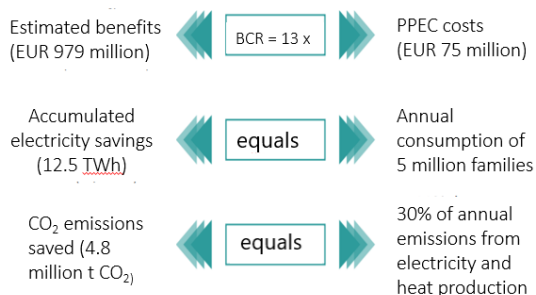 Estimated benefits
(EUR 979 million)
BCR = 13 x
PPEC costs
(EUR 75 million)
Accumulated
electricity savings
(12.5 TWh)
equals
Annual
consumption of
5 million families
CO₂ emissions
saved (4.8
million t CO₂)
equals
30% of annual
emissions from
electricity and
heat production